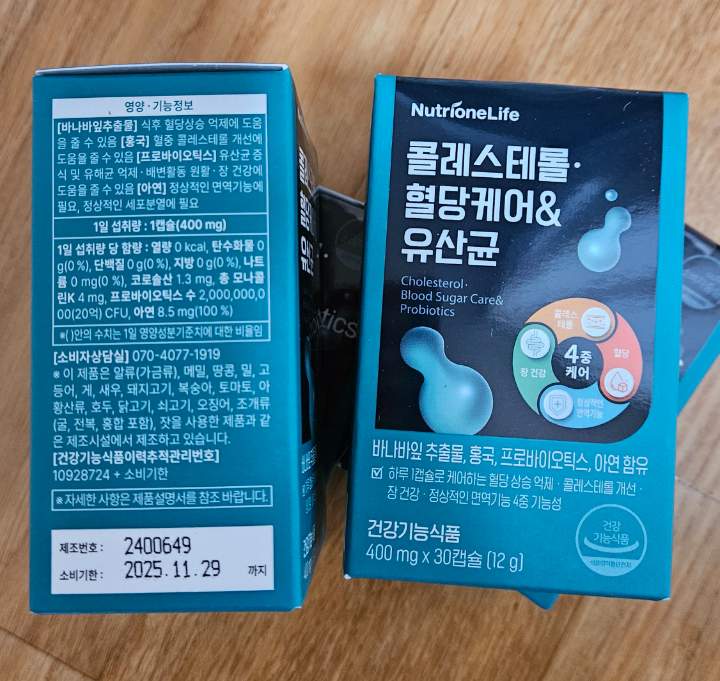 영양·기능정보
[바나바잎추출물] 식후 혈당상승 억제에 도움
을 줄 수 있음 [홍국] 혈중 콜레스테롤 개선에
도움을 줄 수 있음 [프로바이오틱스] 유산균 증
식 및 유해균 억제·배변활동 원활·장 건강에
도움을 줄 수 있음 [아연] 정상적인 면역기능에
필요, 정상적인 세포분열에 필요
1일 섭취량 : 1캡슐(400 mg)
1일 섭취량 당 함량 : 열량 0 kcal, 탄수화물 0
g(0 %), 단백질 0 g(0 %), 지방 0 g(0 %), 나트
륨 0 mg(0 %), 코로솔산 1.3 mg, 총 모나콜
린K 4 mg, 프로바이오틱스 수 2,000,000,0
00(20억) CFU, 아연 8.5 mg(100 %)
※( )안의 수치는 1일 영양성분기준치에 대한 비율임
[소비자상담실] 070-4077-1919
※ 이 제품은 알류(가금류), 메밀, 땅콩, 밀, 고
등어, 게, 새우, 돼지고기, 복숭아, 토마토, 아
황산류, 호두, 닭고기, 쇠고기, 오징어, 조개류
(굴, 전복, 홍합 포함), 잣을 사용한 제품과 같
은 제조시설에서 제조하고 있습니다.
[건강기능식품이력추적관리번호]
10928724 + 소비기한
※자세한 사항은 제품설명서를 참조 바랍니다.
제조번호 : 2400649
소비기한 : 2025.11.29 까지
NutrioneLife
콜레스테롤·
혈당케어&
유산균
Cholesterol·
Blood Sugar Care&
Probiotics
콜레스
테롤
혈당
정상적인
면역기능
장 건강
4중
케어
바나바잎 추출물, 홍국, 프로바이오틱스, 아연 함유
하루 1캡슐로 케어하는 혈당 상승 억제·콜레스테롤 개선·
장 건강·정상적인 면역기능 4중 기능성
건강기능식품
400 mg x 30캡슐 (12 g)
건강
기능식품
식품의약품안전처